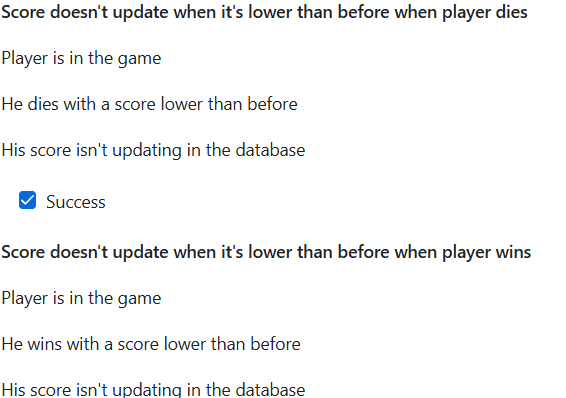 Score doesn't update when it's lower than before when player dies
Player is in the game
He dies with a score lower than before
His score isn't updating in the database
Success
Score doesn't update when it's lower than before when player wins
Player is in the game
He wins with a score lower than before
His score isn't updating in the database